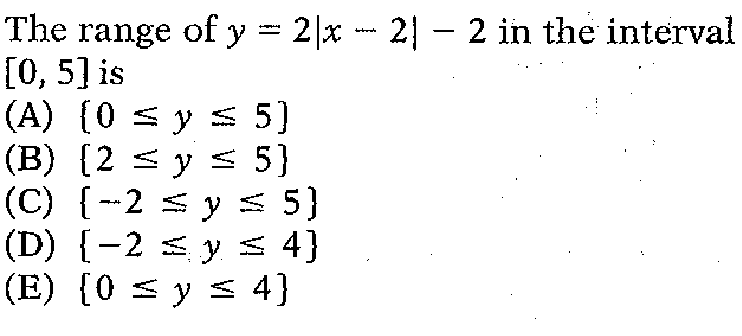 The range of y = 2|x − 2| − 2 in the interval
[0, 5] is
(A) {0 ≤ y ≤ 5}
(B) {2 ≤ y ≤ 5}
(C) {−2 ≤ y ≤ 5}
(D) {−2 ≤ y ≤ 4}
(E) {0 ≤ y ≤ 4}